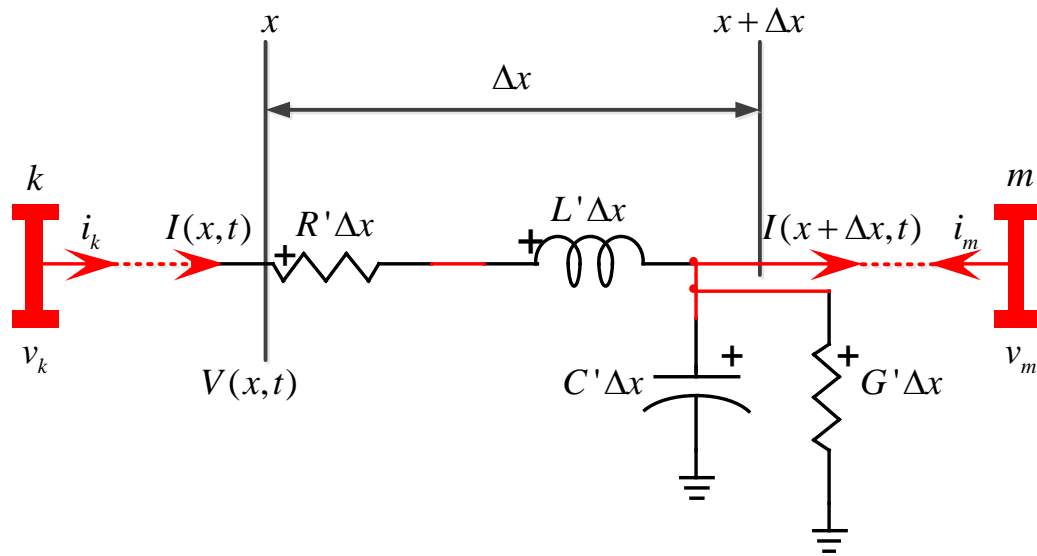 x
x + Δx
Δx
k
m
i_k
I(x,t)
R'Δx
L'Δx
I(x + Δx,t)
i_m
v_k
V(x,t)
C'Δx
G'Δx
v_m